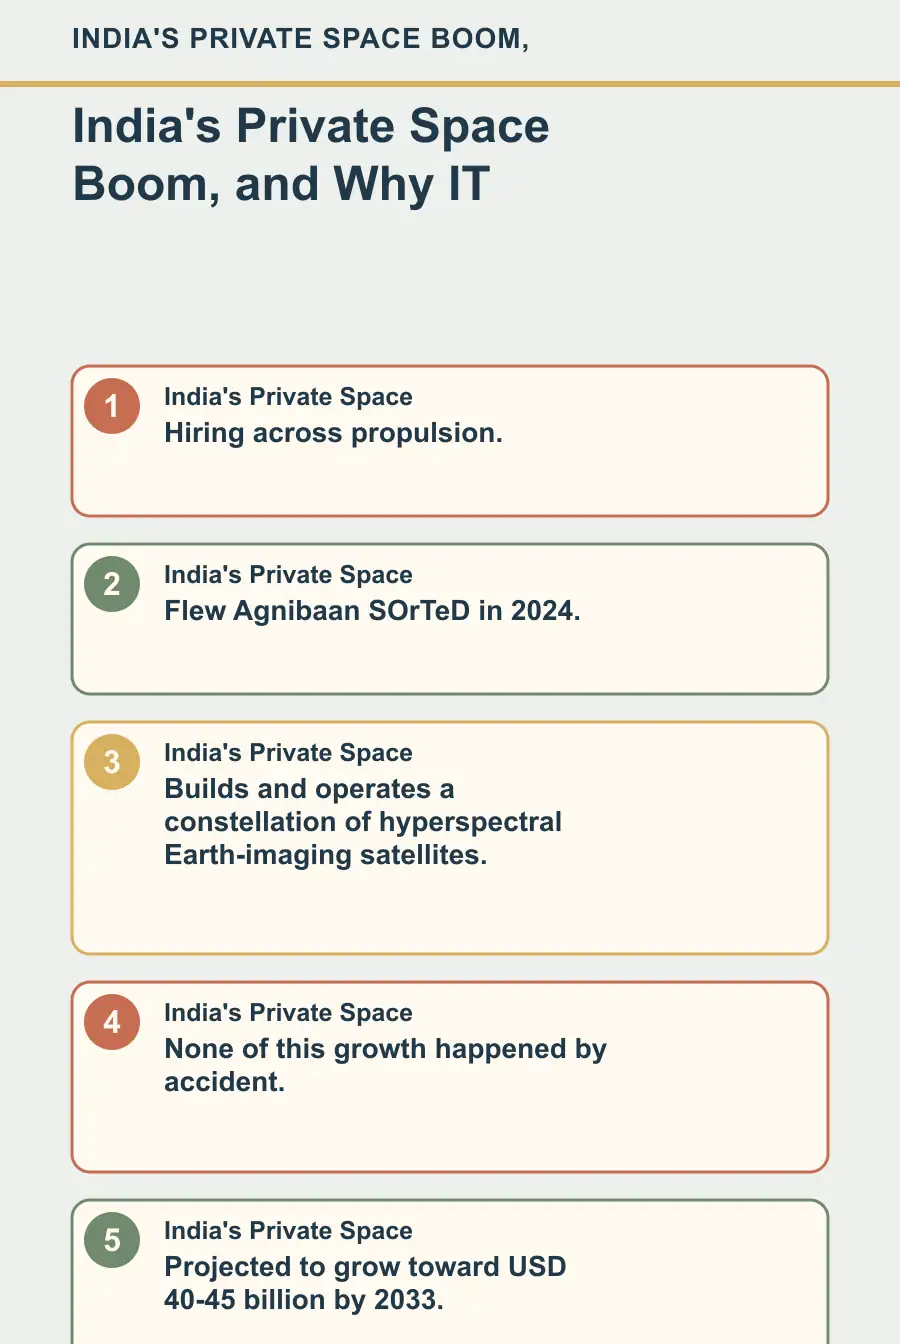 INDIA'S PRIVATE SPACE BOOM,
India's Private Space
Boom, and Why IT
1
India's Private Space
Hiring across propulsion.
2
India's Private Space
Flew Agnibaan SOrTeD in 2024.
3
India's Private Space
Builds and operates a
constellation of hyperspectral
Earth-imaging satellites.
4
India's Private Space
None of this growth happened by
accident.
5
India's Private Space
Projected to grow toward USD
40-45 billion by 2033.